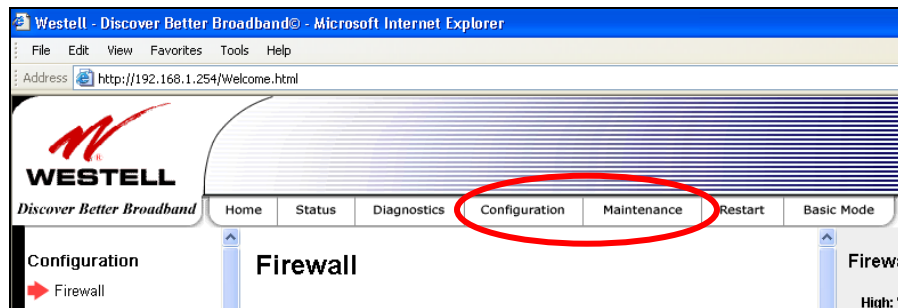 Westell - Discover Better Broadband© - Microsoft Internet Explorer
File Edit View Favorites Tools Help
Address http://192.168.1.254/Welcome.html
WESTELL®
Discover Better Broadband
Home Status Diagnostics Configuration Maintenance Restart Basic Mode
Configuration
Firewall
Firewall
High: